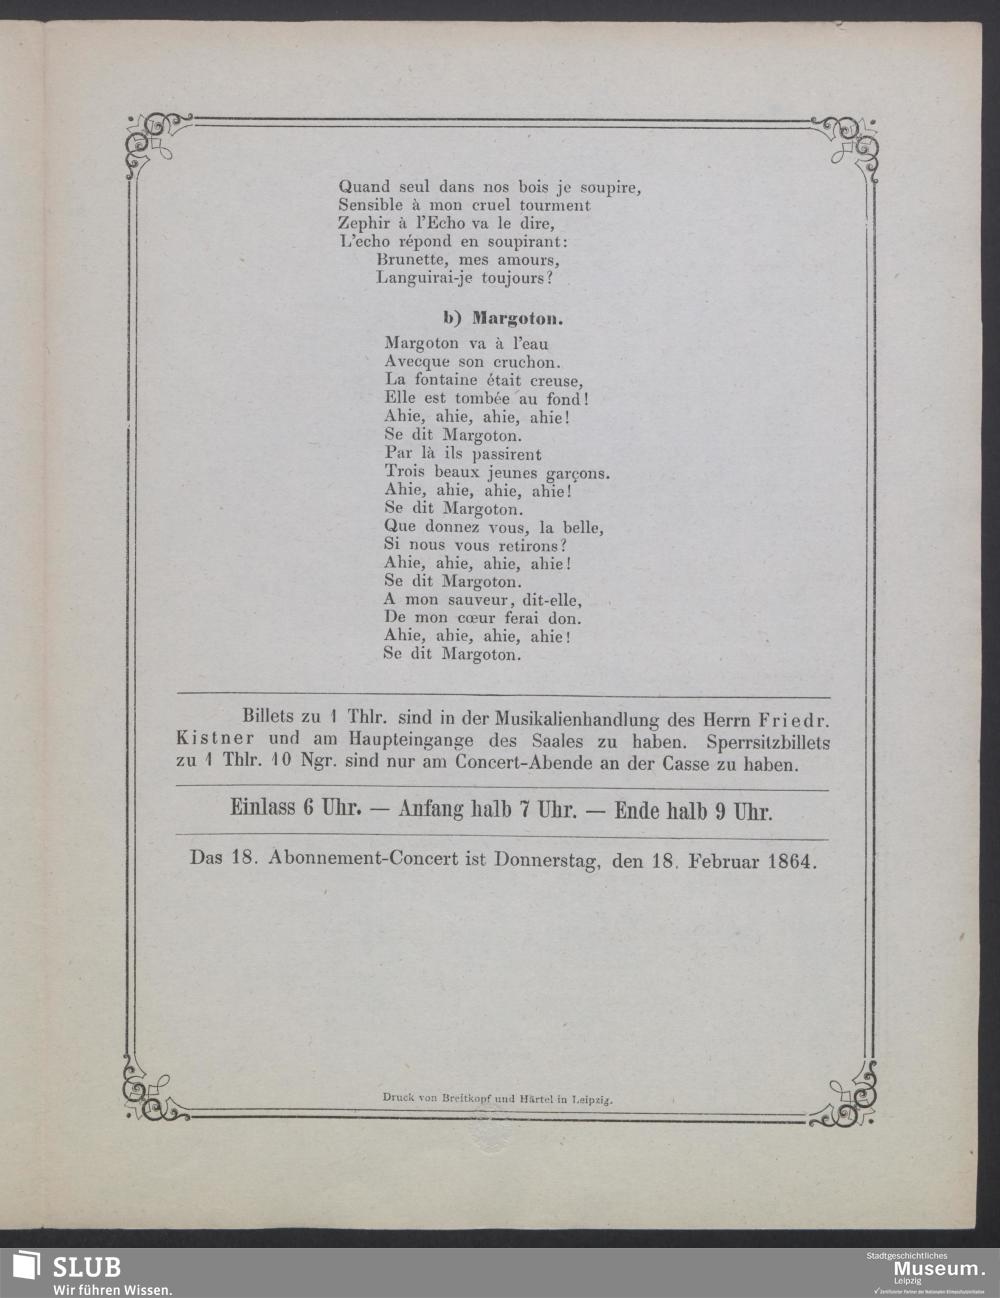 Quand seul dans nos bois je soupire,
Sensible à mon cruel tourment
Zephir à l'Echo va le dire,
L'echo répond en soupirant:
Brunette, mes amours,
Languirai-je toujours?
b) Margoton.
Margoton va à l'eau
Avecque son cruchon.
La fontaine était creuse,
Elle est tombée au fond!
Ahie, ahie, ahie, ahie!
Se dit Margoton.
Par là ils passirent
Trois beaux jeunes garçons.
Ahie, ahie, ahie, ahie!
Se dit Margoton.
Que donnez vous, la belle,
Si nous vous retirons?
Ahie, ahie, ahie, ahie!
Se dit Margoton.
A mon sauveur, dit-elle,
De mon cœur ferai don.
Ahie, ahie, ahie, ahie!
Se dit Margoton.
Billets zu 1 Thlr. sind in der Musikalienhandlung des Herrn Friedr.
Kistner und am Haupteingange des Saales zu haben. Sperrsitzbillets
zu 1 Thlr. 10 Ngr. sind nur am Concert-Abende an der Casse zu haben.
Einlass 6 Uhr. — Anfang halb 7 Uhr. — Ende halb 9 Uhr.
Das 18. Abonnement-Concert ist Donnerstag, den 18. Februar 1864.
Druck von Breitkopf und Härtel in Leipzig.
SLUB
Wir führen Wissen.
Stadtgeschichtliches
Museum.
Leipzig
Zertifizierter Partner der Nationalen Klimaschutzinitiative